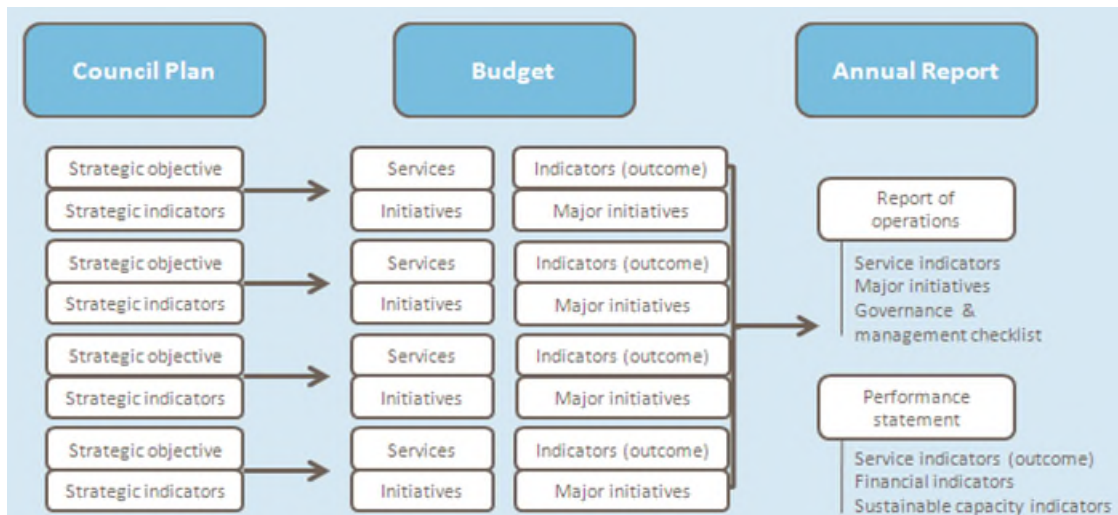 Council Plan
Budget
Annual Report
Strategic objective
Strategic indicators
Strategic objective
Strategic indicators
Strategic objective
Strategic indicators
Strategic objective
Strategic indicators
Services
Initiatives
Services
Initiatives
Services
Initiatives
Services
Initiatives
Indicators (outcome)
Major initiatives
Indicators (outcome)
Major initiatives
Indicators (outcome)
Major initiatives
Indicators (outcome)
Major initiatives
Report of
operations
Service indicators
Major initiatives
Governance &
management checklist
Performance
statement
Service indicators (outcome)
Financial indicators
Sustainable capacity indicators